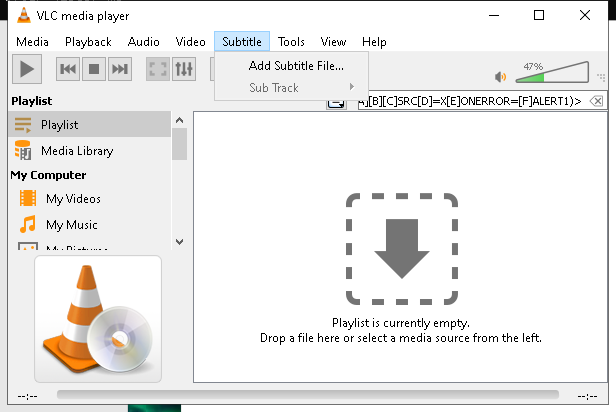 VLC media player
Media Playback Audio Video Subtitle Tools View Help
Add Subtitle File...
Sub Track
47%
A][B][C]SRC[D]=X[E]ONERROR=[F]ALERT1)>
Playlist
Playlist
Media Library
My Computer
My Videos
My Music
My Pictures
Playlist is currently empty.
Drop a file here or select a media source from the left.
--:-- --:--